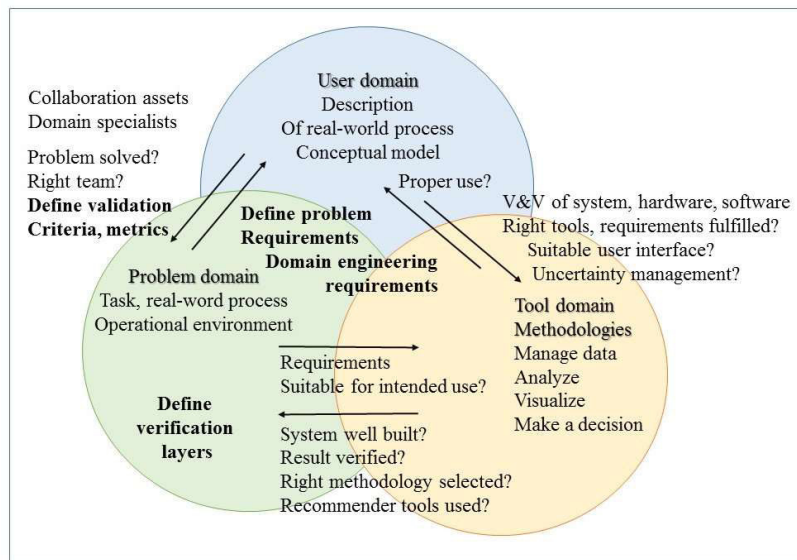 User domain
Description
Of real-world process
Conceptual model
Collaboration assets
Domain specialists
Problem solved?
Right team?
Define validation
Criteria, metrics
Proper use?
V&V of system, hardware, software
Right tools, requirements fulfilled?
Suitable user interface?
Uncertainty management?
Define problem
Requirements
Domain engineering
requirements
Problem domain
Task, real-word process
Operational environment
Tool domain
Methodologies
Manage data
Analyze
Visualize
Make a decision
Requirements
Suitable for intended use?
Define
verification
layers
System well built?
Result verified?
Right methodology selected?
Recommender tools used?